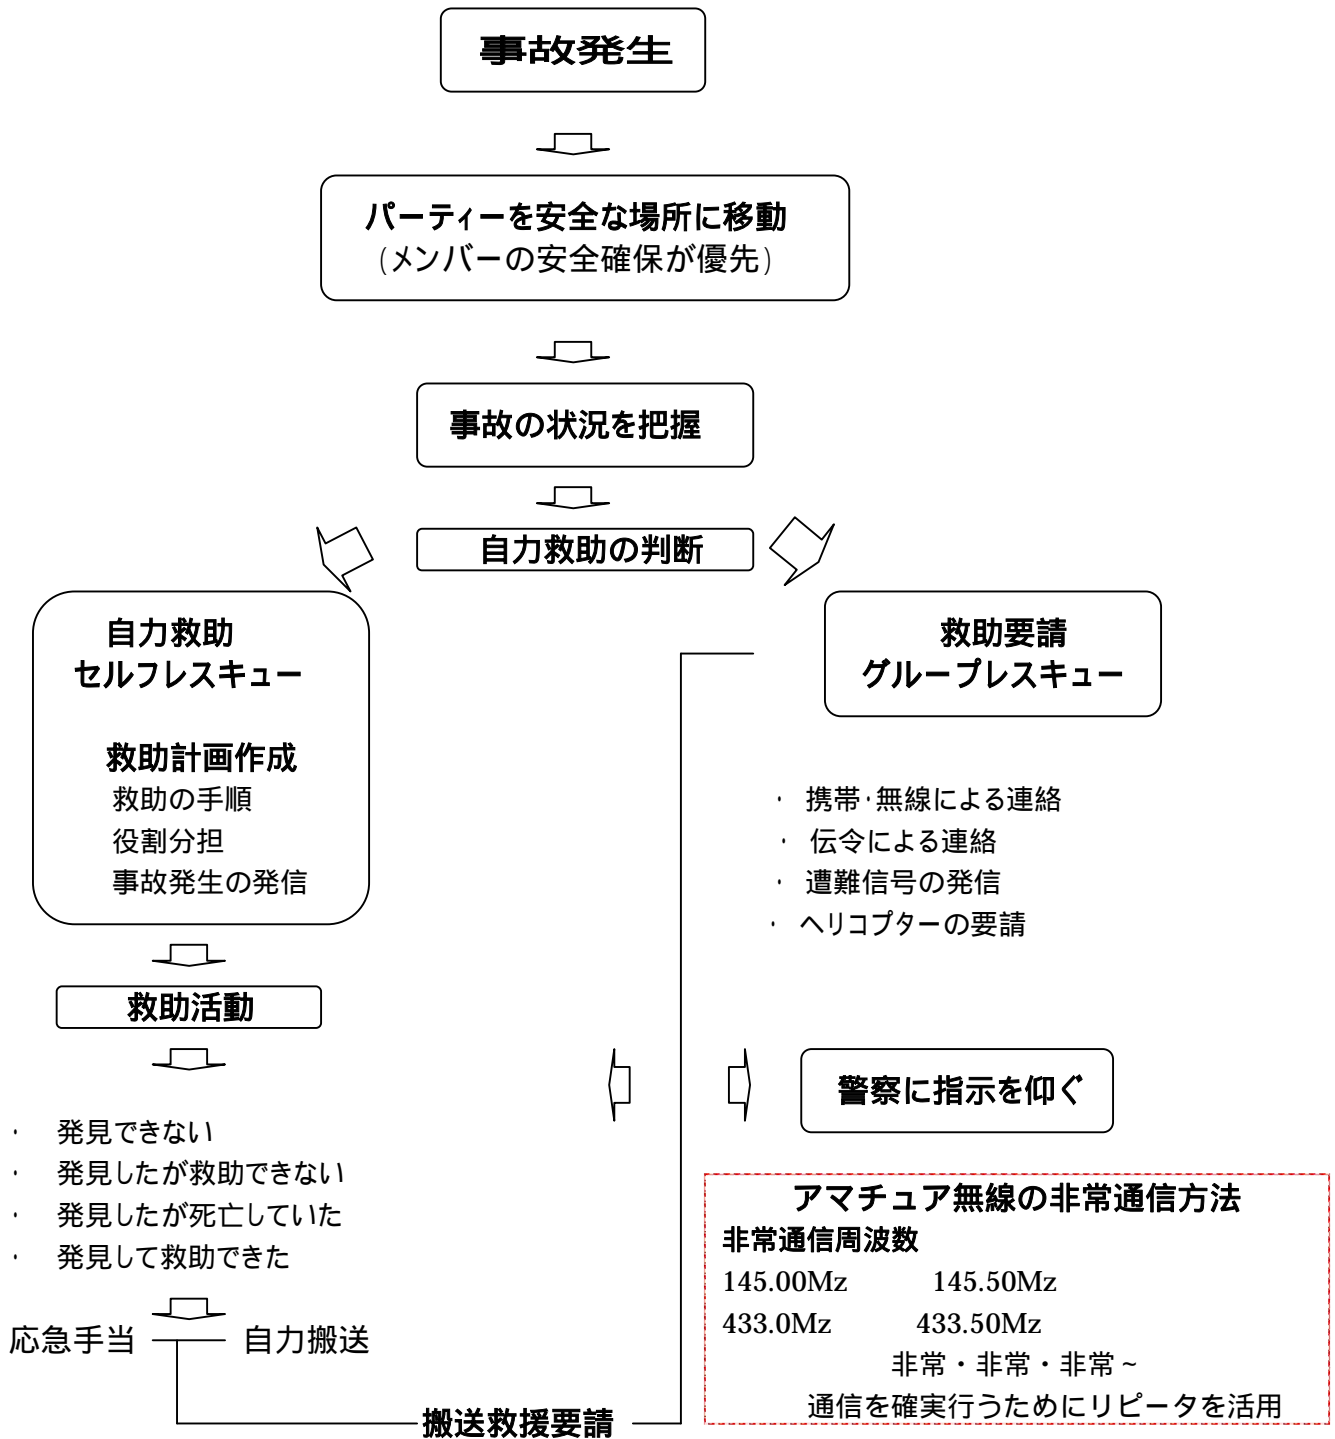 事故発生
パーティーを安全な場所に移動
(メンバーの安全確保が優先)
事故の状況を把握
自力救助の判断
自力救助
セルフレスキュー
救助計画作成
救助の手順
役割分担
事故発生の発信
救助要請
グループレスキュー
・ 携帯・無線による連絡
・ 伝令による連絡
・ 遭難信号の発信
・ ヘリコプターの要請
救助活動
警察に指示を仰ぐ
・ 発見できない
・ 発見したが救助できない
・ 発見したが死亡していた
・ 発見して救助できた
応急手当 自力搬送
搬送救援要請
アマチュア無線の非常通信方法
非常通信周波数
145.00Mz 145.50Mz
433.0Mz 433.50Mz
非常・非常・非常~
通信を確実行うためにリピータを活用